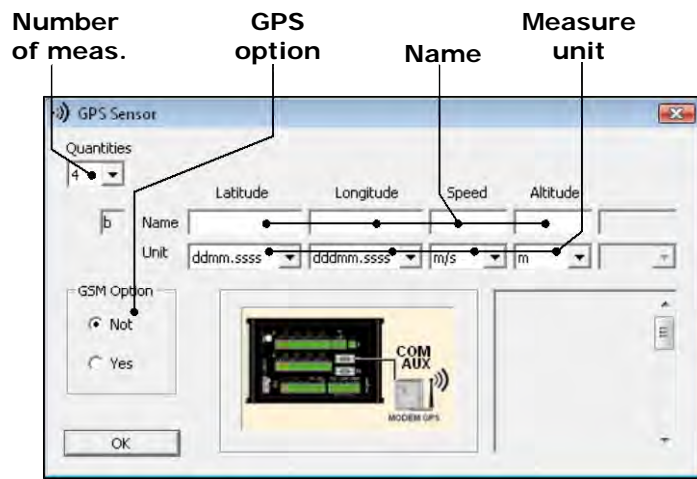 Number of meas.
GPS option
Name
Measure unit
GPS Sensor
Quantities
4
Latitude Longitude Speed Altitude
b Name
Unit ddmm.ssss dddmm.ssss m/s m
GSM Option
Not
Yes
COM AUX
MODEM GPS
OK